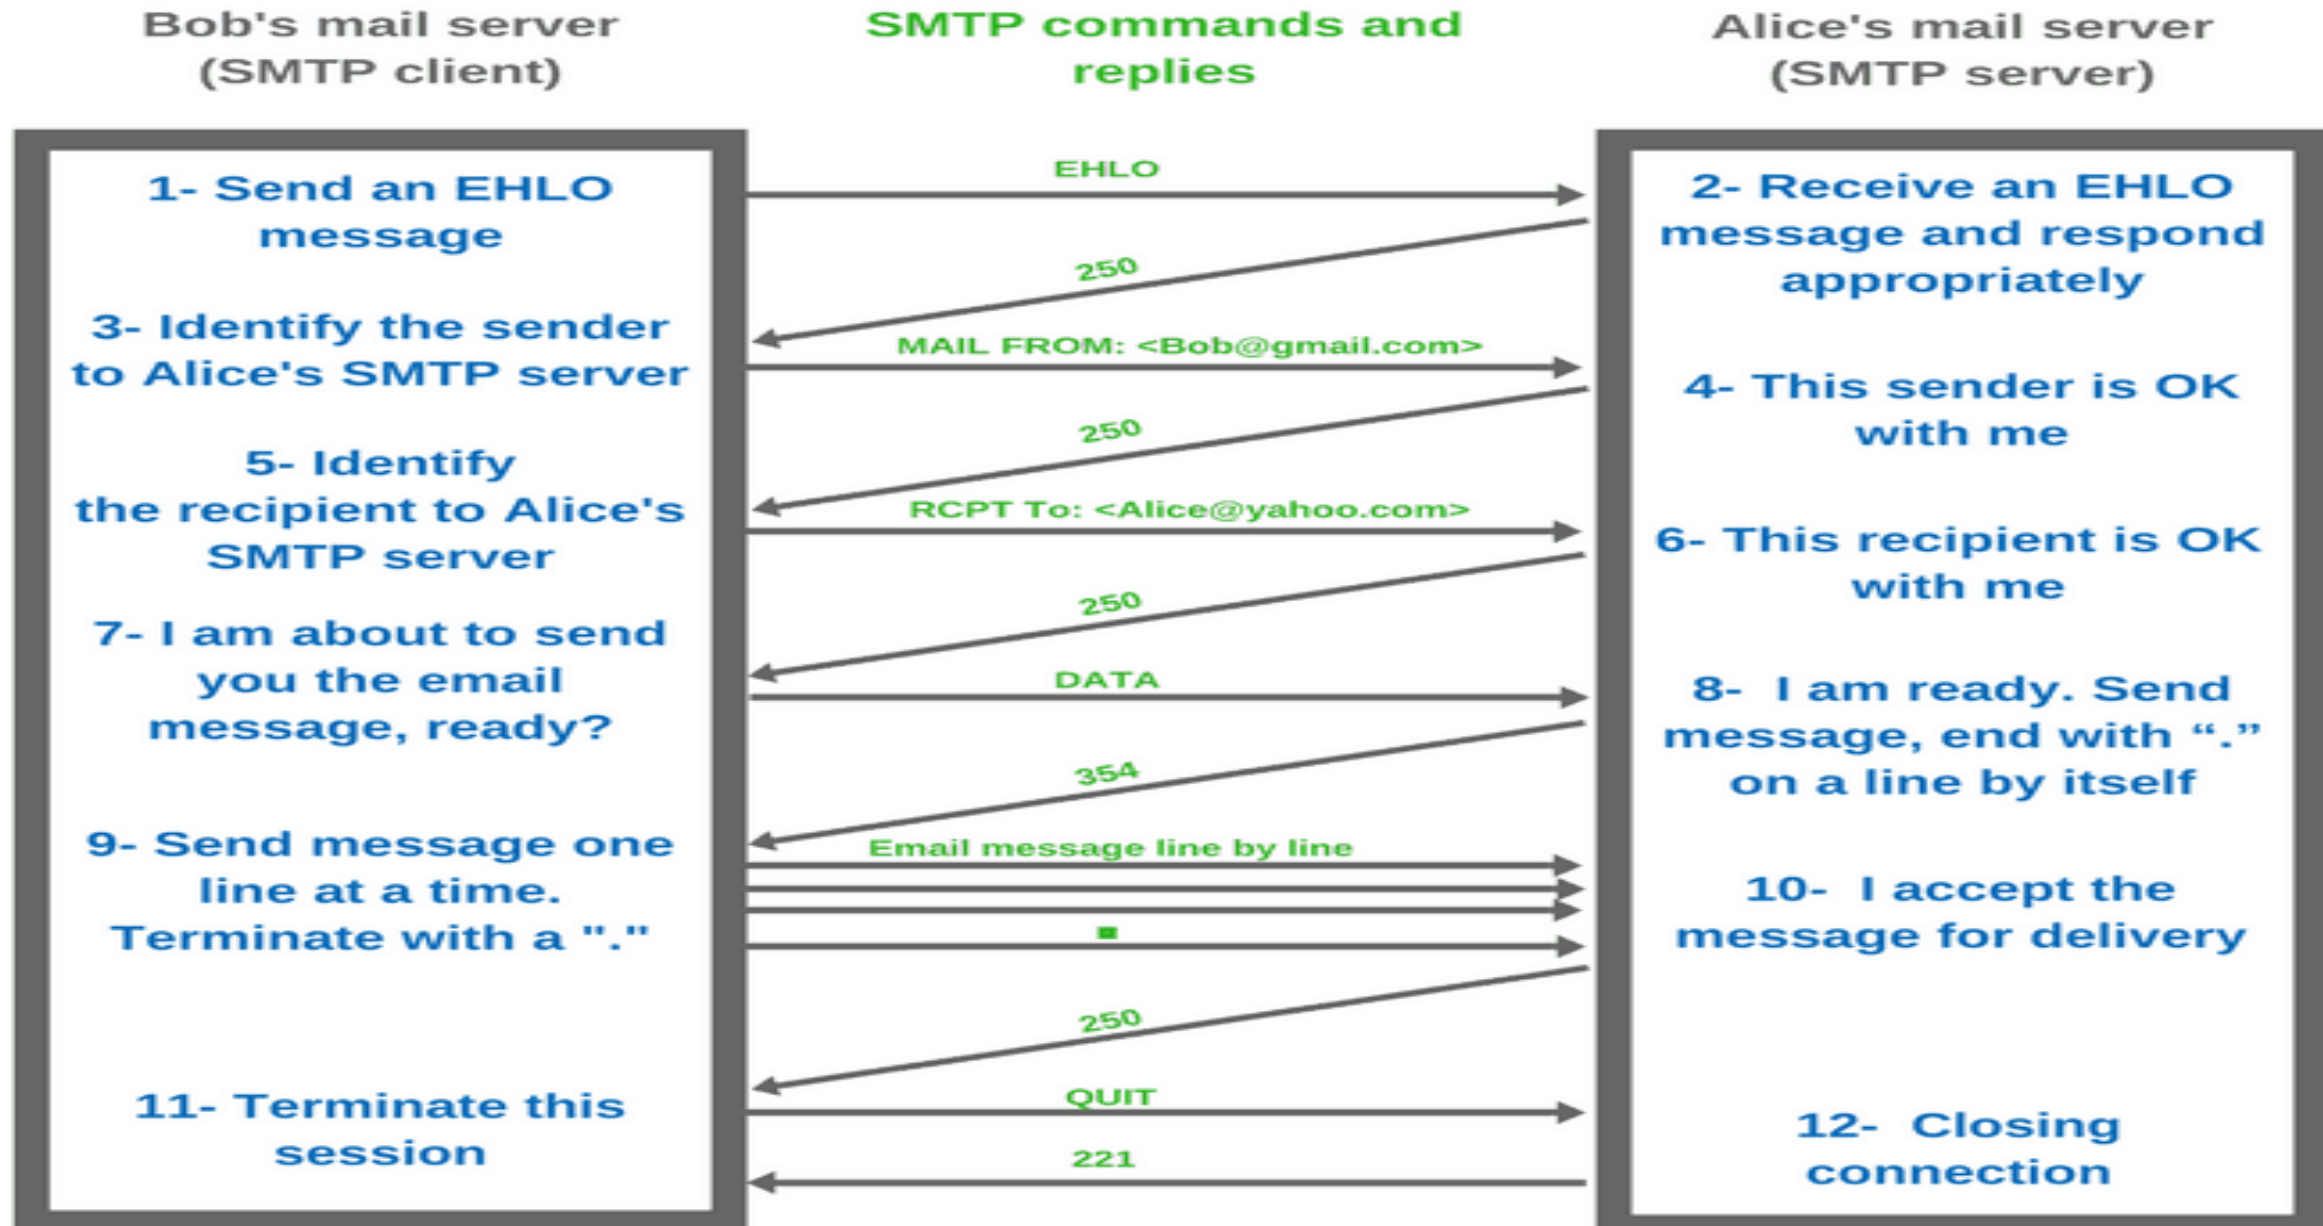 Bob's mail server
(SMTP client)
SMTP commands and
replies
Alice's mail server
(SMTP server)
1- Send an EHLO
message
EHLO
2- Receive an EHLO
message and respond
appropriately
250
3- Identify the sender
to Alice's SMTP server
MAIL FROM: <Bob@gmail.com>
4- This sender is OK
with me
250
5- Identify
the recipient to Alice's
SMTP server
RCPT To: <Alice@yahoo.com>
6- This recipient is OK
with me
250
7- I am about to send
you the email
message, ready?
DATA
8- I am ready. Send
message, end with “.”
on a line by itself
354
9- Send message one
line at a time.
Terminate with a "."
Email message line by line
.
10- I accept the
message for delivery
250
11- Terminate this
session
QUIT
12- Closing
connection
221